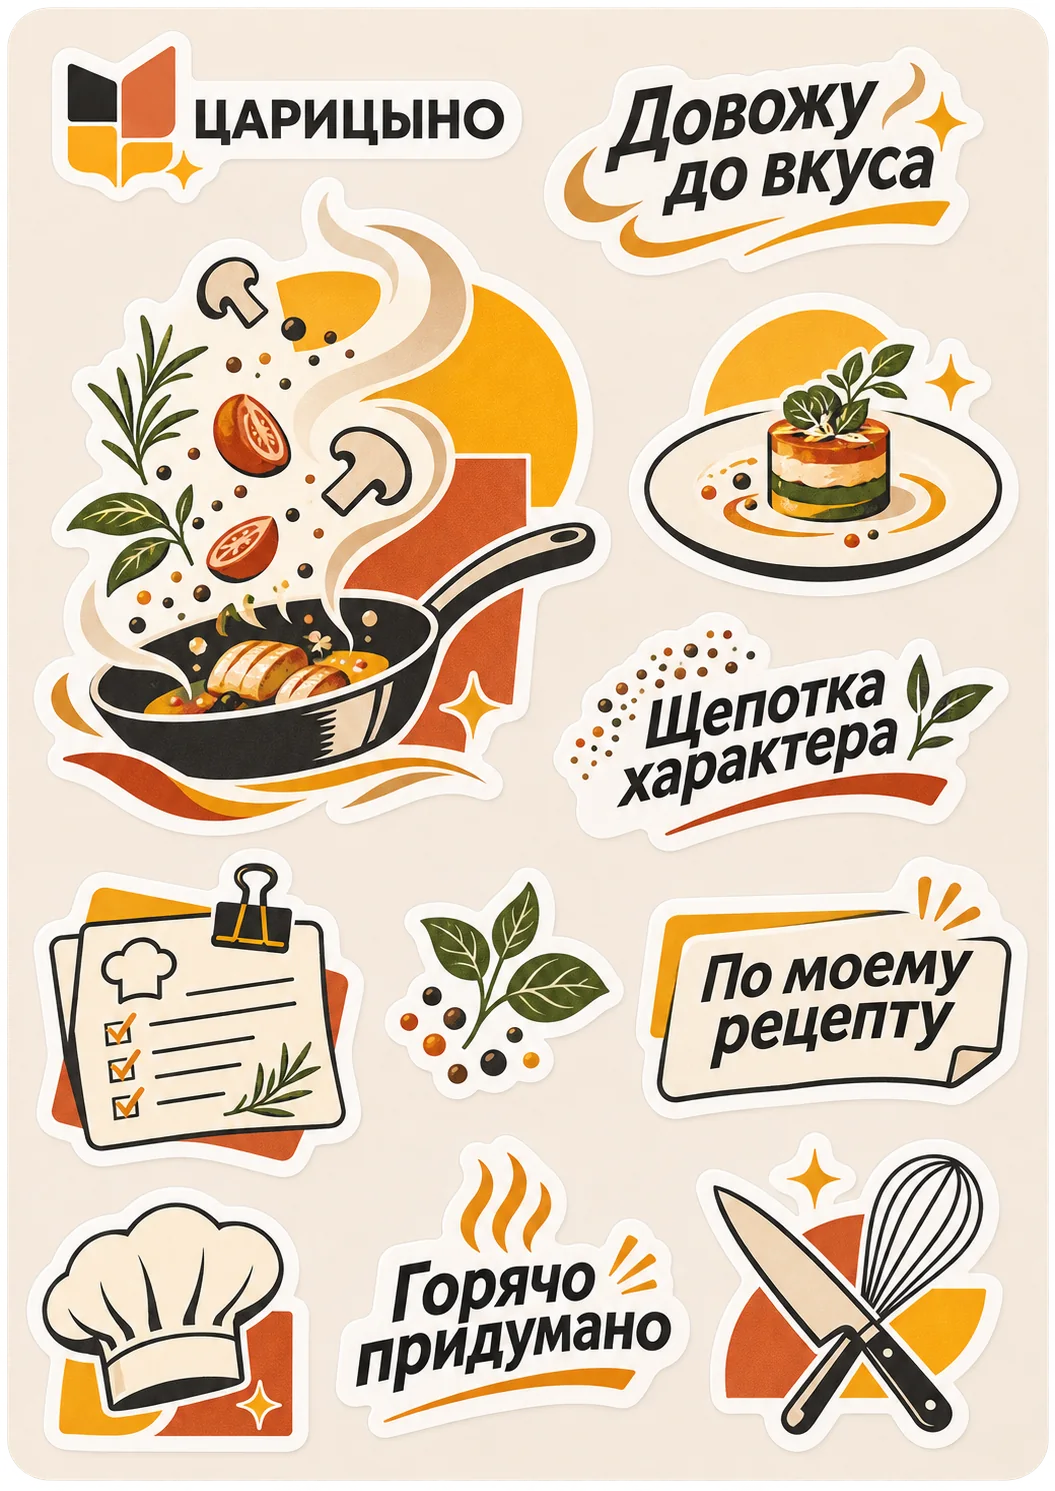 ЦАРИЦЫНО
Довожу
до вкуса
Щепотка
характера
По моему
рецепту
Горячо
придумано